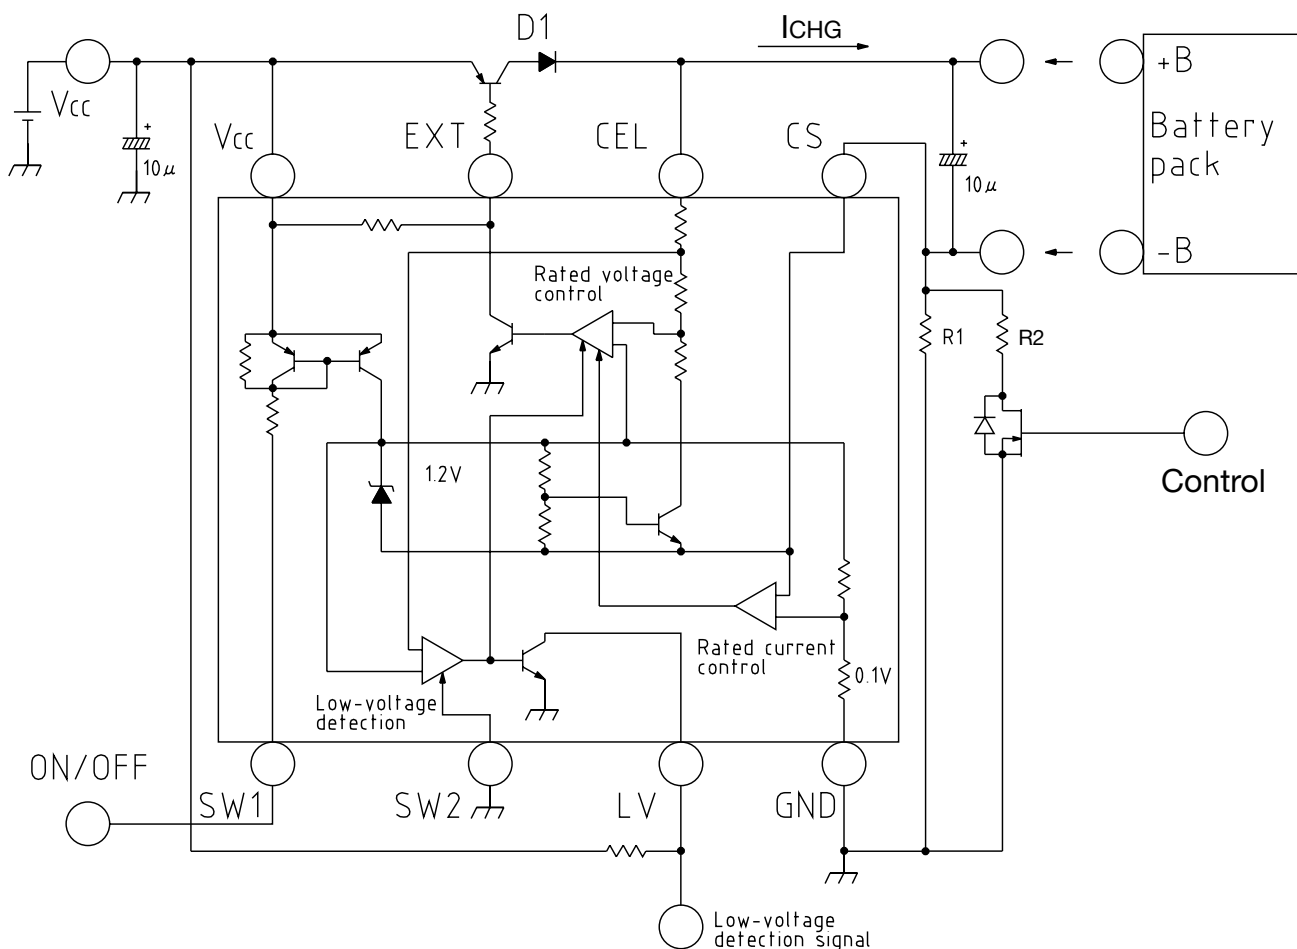 D1
ICHG
Vcc
+
10μ
Vcc
EXT
CEL
CS
+
10μ
+B
Battery
pack
-B
Rated voltage
control
R1
R2
1.2V
Control
Rated current
control
0.1V
Low-voltage
detection
ON/OFF
SW1
SW2
LV
GND
Low-voltage
detection signal